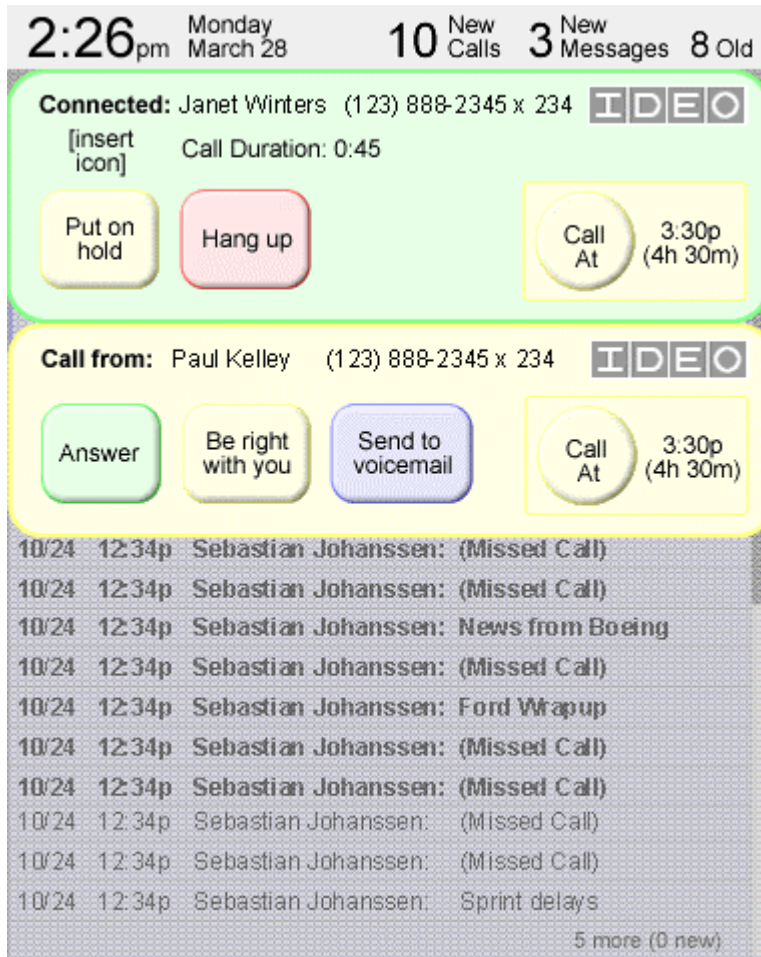 2:26pm Monday March 28 10 New Calls 3 New Messages 8 Old
Connected: Janet Winters (123) 888-2345 x 234 IDEO
[insert icon] Call Duration: 0:45
Put on hold Hang up Call At 3:30p (4h 30m)
Call from: Paul Kelley (123) 888-2345 x 234 IDEO
Answer Be right with you Send to voicemail Call At 3:30p (4h 30m)
10/24 12:34p Sebastian Johanssen: (Missed Call)
10/24 12:34p Sebastian Johanssen: (Missed Call)
10/24 12:34p Sebastian Johanssen: News from Boeing
10/24 12:34p Sebastian Johanssen: (Missed Call)
10/24 12:34p Sebastian Johanssen: Ford Wrapup
10/24 12:34p Sebastian Johanssen: (Missed Call)
10/24 12:34p Sebastian Johanssen: (Missed Call)
10/24 12:34p Sebastian Johanssen: (Missed Call)
10/24 12:34p Sebastian Johanssen: (Missed Call)
10/24 12:34p Sebastian Johanssen: Sprint delays
5 more (0 new)